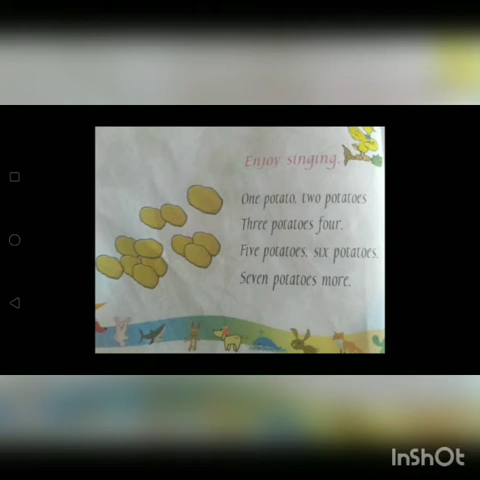 Enjoy singing.
One potato, two potatoes
Three potatoes four.
Five potatoes, six potatoes,
Seven potatoes more.
InShOt